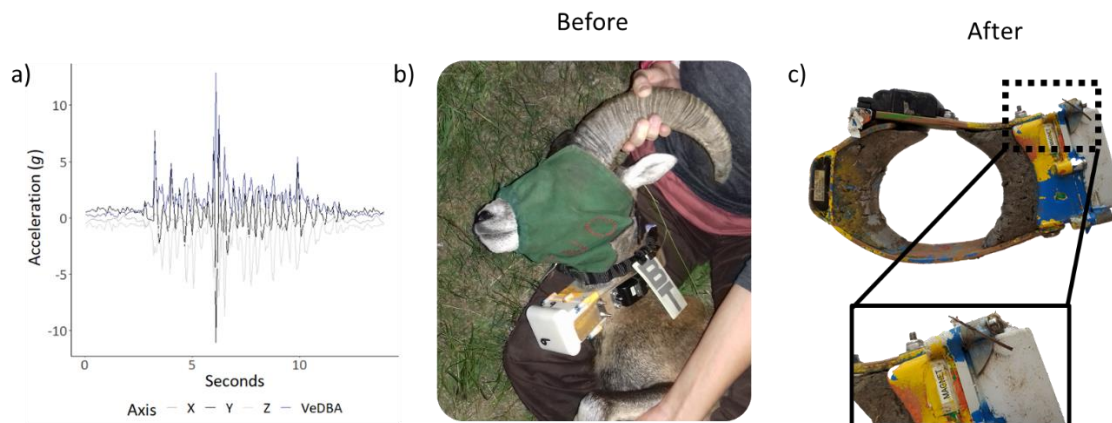 Before
After
a)
b)
c)
10
5
0
-5
-10
Acceleration (g)
0
5
10
Seconds
Axis
X
Y
Z
VeDBA
MAGNET